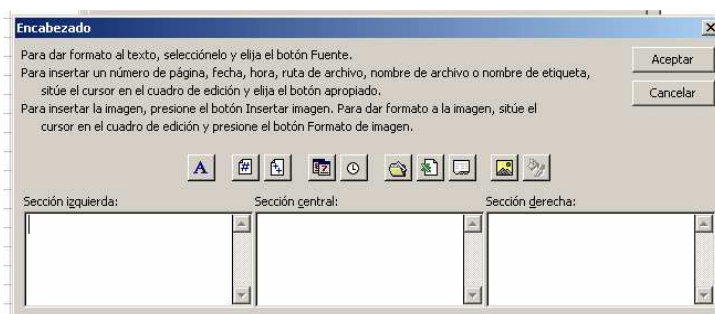 Encabezado
Para dar formato al texto, selecciónelo y elija el botón Fuente.
Para insertar un número de página, fecha, hora, ruta de archivo, nombre de archivo o nombre de etiqueta,
sitúe el cursor en el cuadro de edición y elija el botón apropiado.
Para insertar la imagen, presione el botón Insertar imagen. Para dar formato a la imagen, sitúe el
cursor en el cuadro de edición y presione el botón Formato de imagen.
Aceptar
Cancelar
A
Sección izquierda:
Sección central:
Sección derecha: